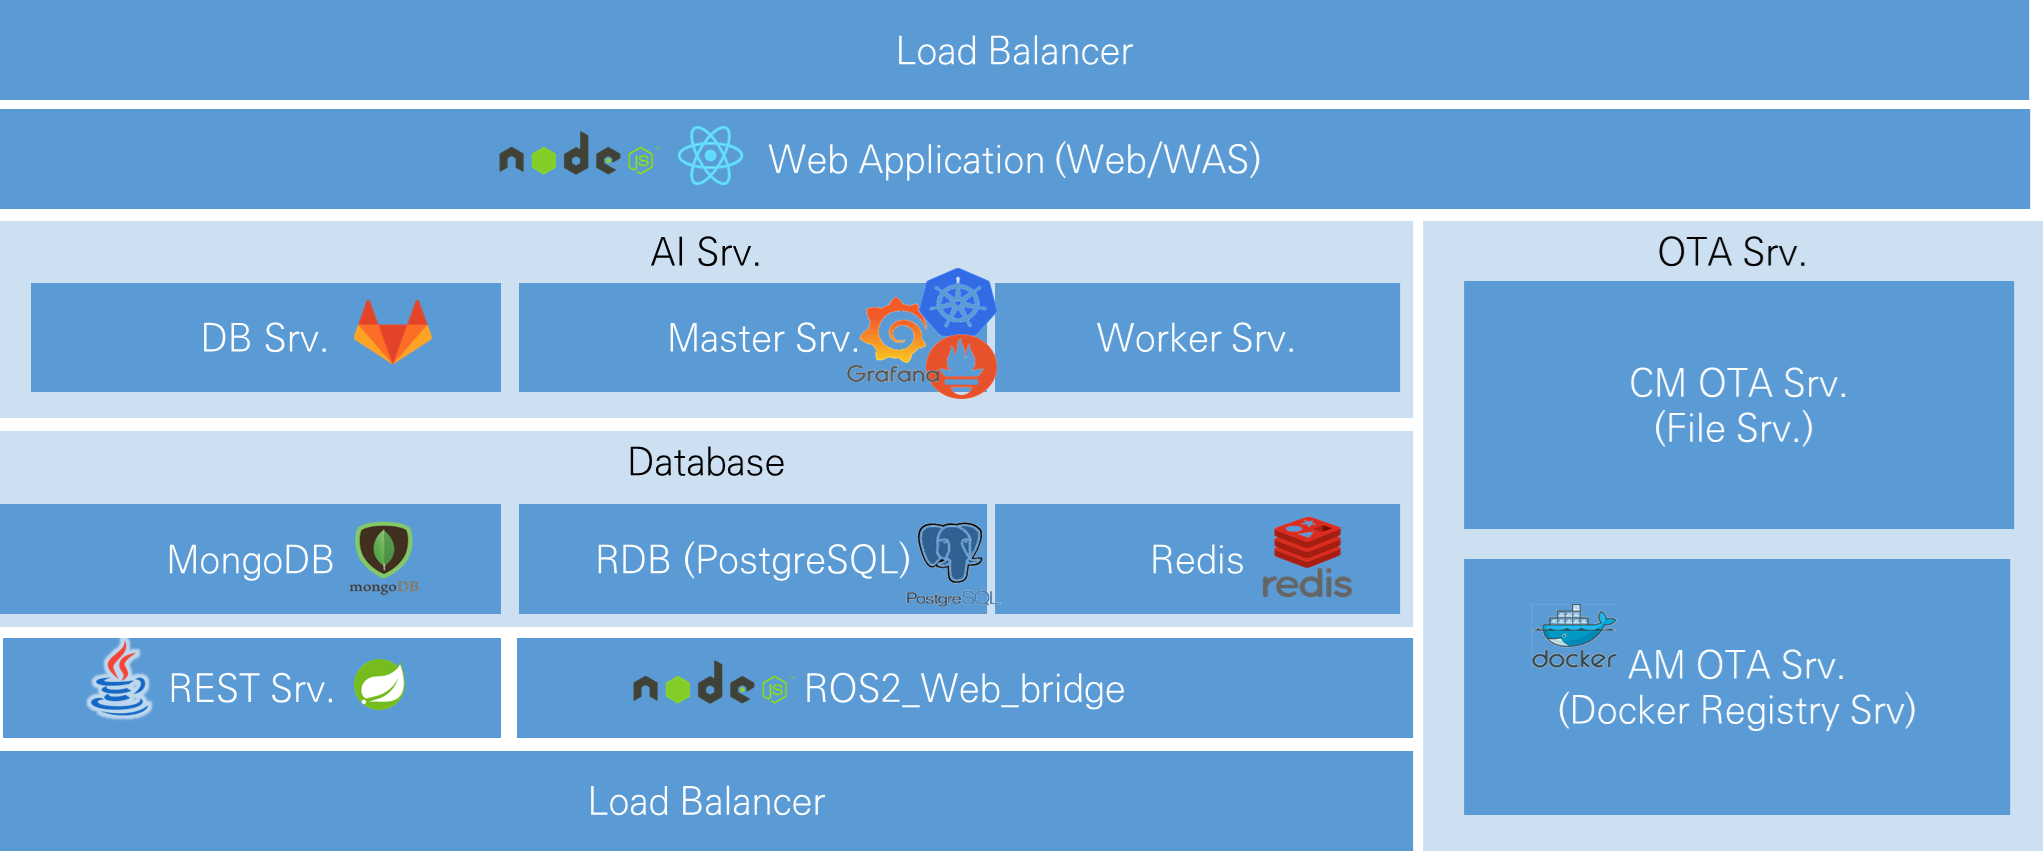 Load Balancer
node JS Web Application (Web/WAS)
AI Srv.
OTA Srv.
DB Srv.
Master Srv.
Grafana
Worker Srv.
CM OTA Srv.
(File Srv.)
Database
MongoDB
mongoDB
RDB (PostgreSQL)
PostgreSQL
Redis
redis
REST Srv.
node JS ROS2_Web_bridge
docker
AM OTA Srv.
(Docker Registry Srv)
Load Balancer